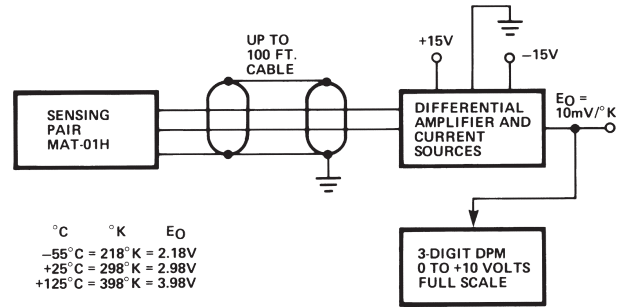 UP TO
100 FT.
CABLE
+15V
−15V
SENSING
PAIR
MAT-01H
DIFFERENTIAL
AMPLIFIER AND
CURRENT
SOURCES
EO =
10mV/°K
°C °K EO
−55°C = 218°K = 2.18V
+25°C = 298°K = 2.98V
+125°C = 398°K = 3.98V
3-DIGIT DPM
0 TO +10 VOLTS
FULL SCALE